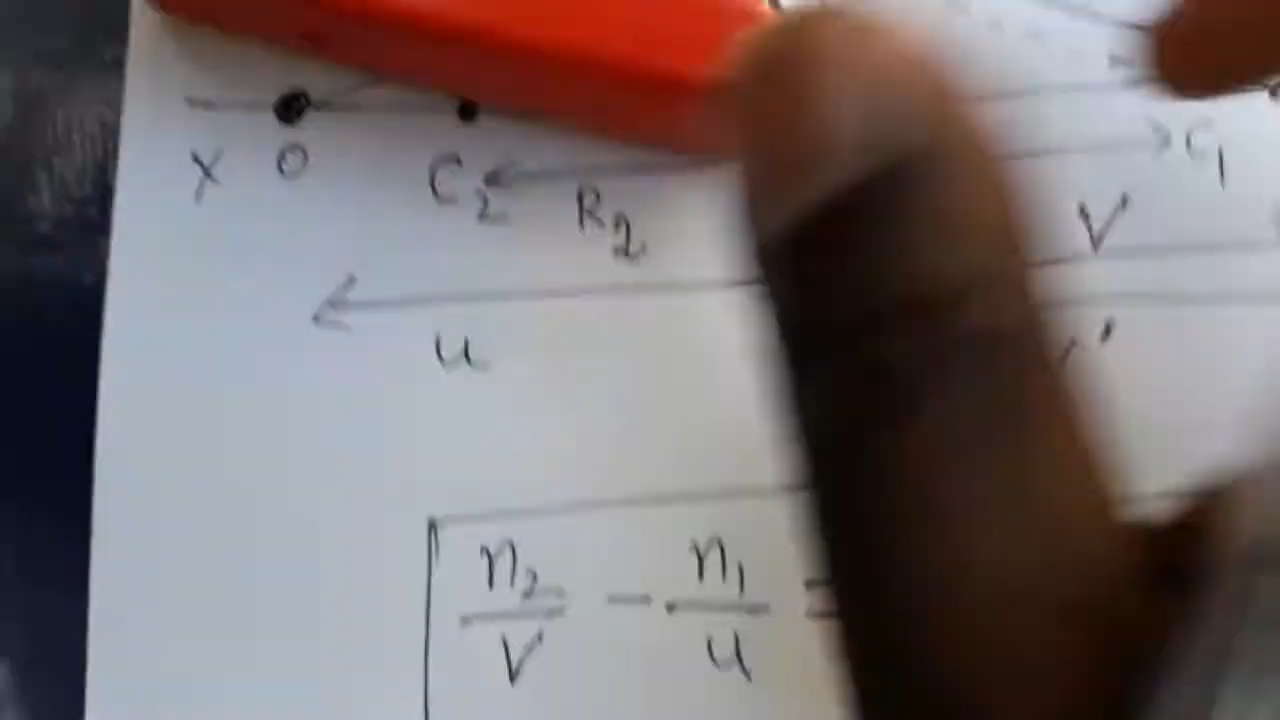 X O C₂ R₂ C₁
V
u
n₂/v - n₁/u =